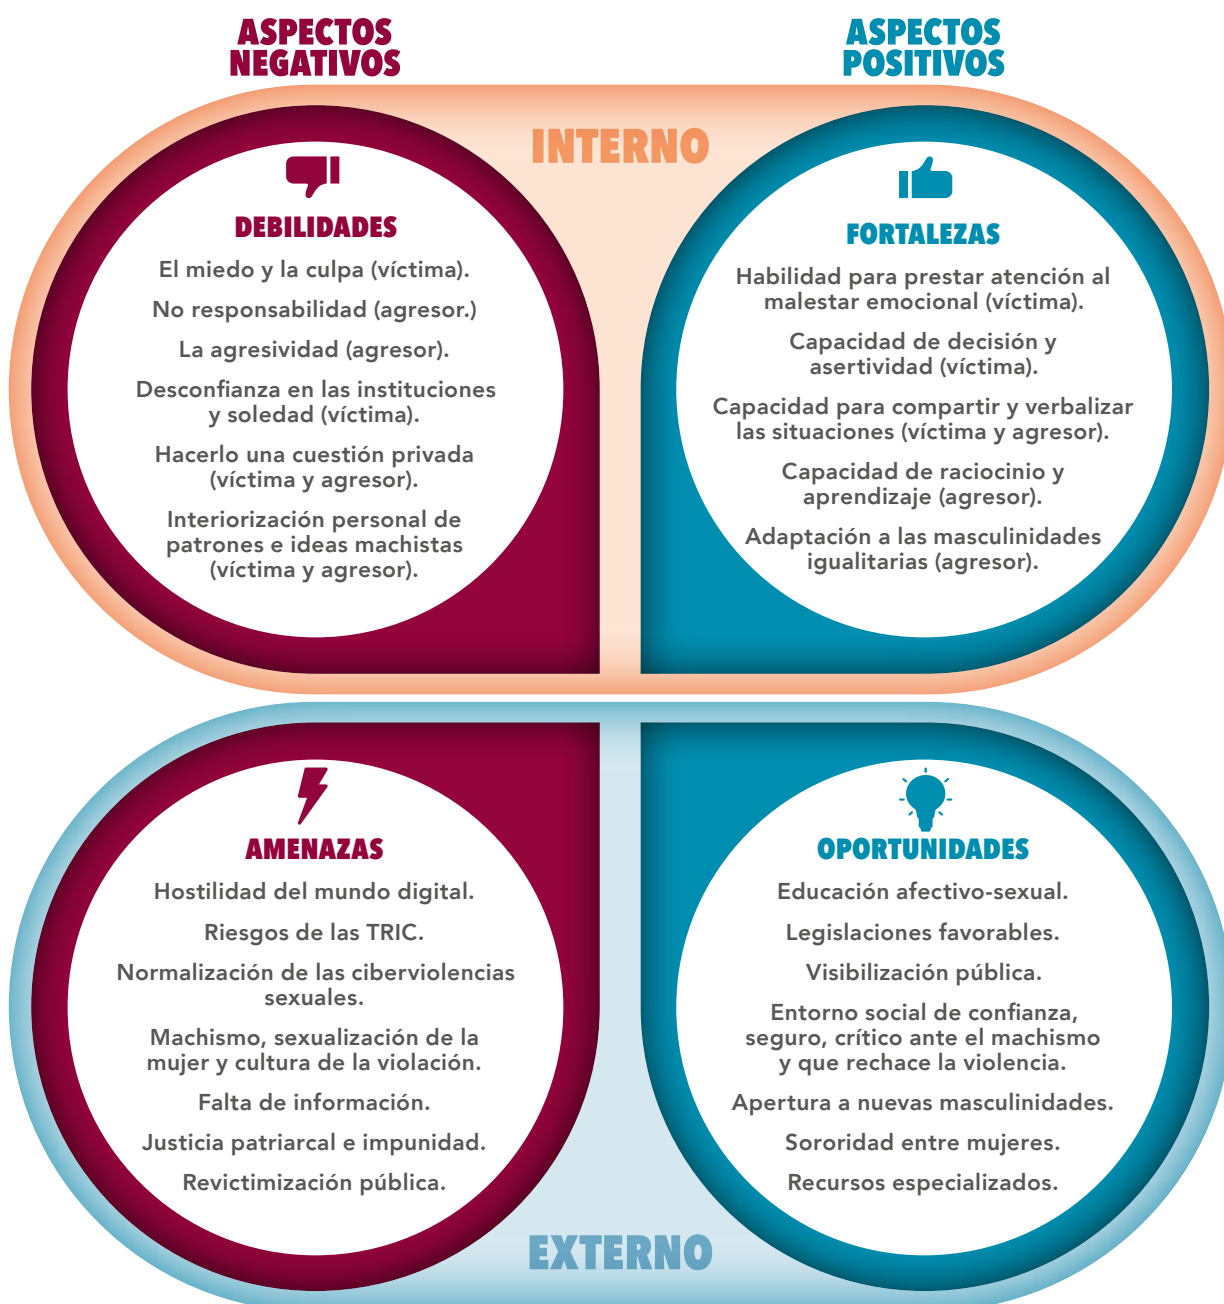 ASPECTOS
NEGATIVOS
ASPECTOS
POSITIVOS
INTERNO
DEBILIDADES
El miedo y la culpa (víctima).
No responsabilidad (agresor.)
La agresividad (agresor).
Desconfianza en las instituciones
y soledad (víctima).
Hacerlo una cuestión privada
(víctima y agresor).
Interiorización personal de
patrones e ideas machistas
(víctima y agresor).
FORTALEZAS
Habilidad para prestar atención al
malestar emocional (víctima).
Capacidad de decisión y
asertividad (víctima).
Capacidad para compartir y verbalizar
las situaciones (víctima y agresor).
Capacidad de raciocinio y
aprendizaje (agresor).
Adaptación a las masculinidades
igualitarias (agresor).
AMENAZAS
Hostilidad del mundo digital.
Riesgos de las TRIC.
Normalización de las ciberviolencias
sexuales.
Machismo, sexualización de la
mujer y cultura de la violación.
Falta de información.
Justicia patriarcal e impunidad.
Revictimización pública.
OPORTUNIDADES
Educación afectivo-sexual.
Legislaciones favorables.
Visibilización pública.
Entorno social de confianza,
seguro, crítico ante el machismo
y que rechace la violencia.
Apertura a nuevas masculinidades.
Sororidad entre mujeres.
Recursos especializados.
EXTERNO